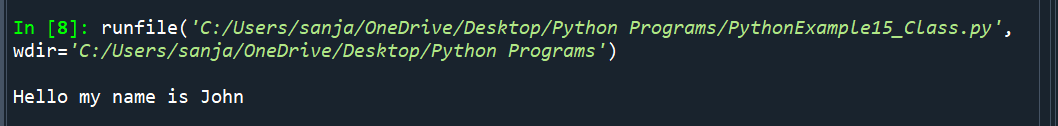 In [8]: runfile('C:/Users/sanja/OneDrive/Desktop/Python Programs/PythonExample15_Class.py',
wdir='C:/Users/sanja/OneDrive/Desktop/Python Programs')
Hello my name is John